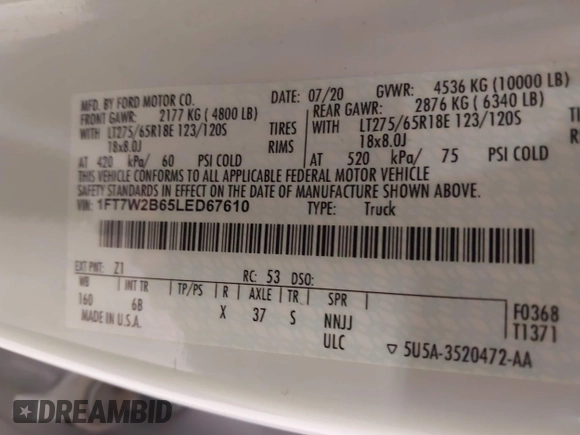 MFD. BY FORD MOTOR CO.
DATE: 07/20 GVWR: 4536 KG (10000 LB)
FRONT GAWR: 2177 KG ( 4800 LB)
REAR GAWR: 2876 KG ( 6340 LB)
WITH LT275/65R18E 123/120S TIRES
WITH LT275/65R18E 123/120S
18x8.0J RIMS
18x8.0J
AT 420 kPa/ 60 PSI COLD
AT 520 kPa/ 75 PSI COLD
THIS VEHICLE CONFORMS TO ALL APPLICABLE FEDERAL MOTOR VEHICLE
SAFETY STANDARDS IN EFFECT ON THE DATE OF MANUFACTURE SHOWN ABOVE.
VIN: 1FT7W2B65LED67610
TYPE: Truck
EXT PNT: Z1 RC: 53 DSO:
WB INT TR TP/PS R AXLE TR SPR
160 6B X 37 S NNJJ
F0368
T1371
MADE IN U.S.A.
ULC
▽ 5U5A-3520472-AA
DREAMBID